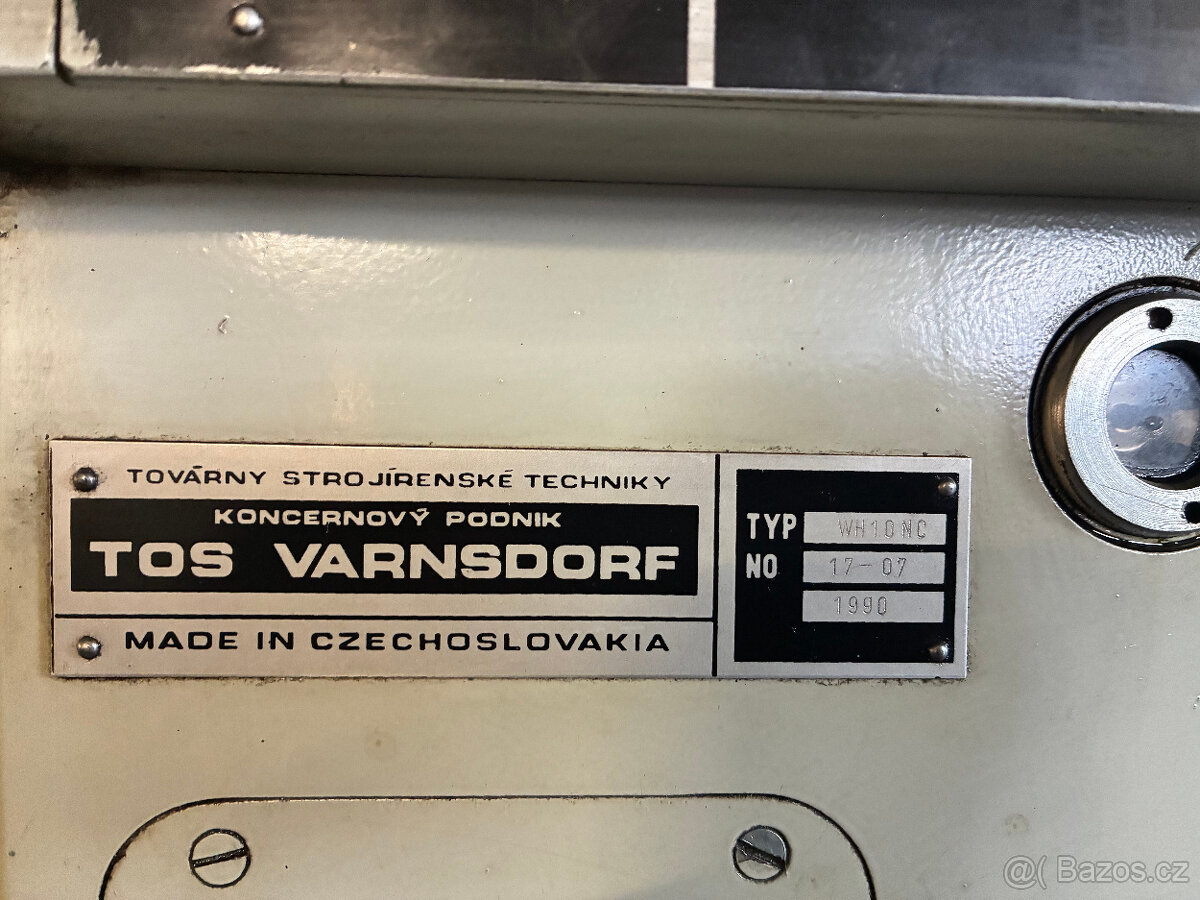 TOVÁRNY STROJÍRENSKÉ TECHNIKY
KONCERNOVÝ PODNIK
TOS VARNSDORF
MADE IN CZECHOSLOVAKIA
TYP WH10NC
NO 17-07
1990
@( Bazos.cz